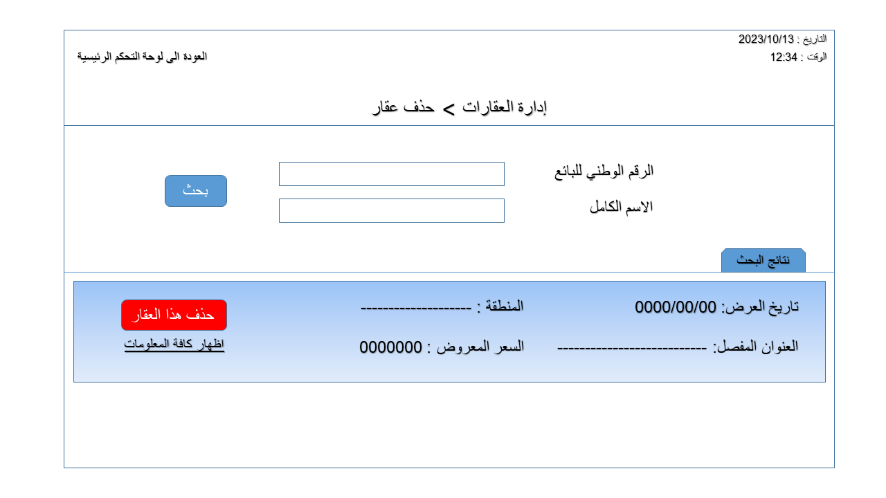 التاريخ : 2023/10/13
الوقت : 12:34
العودة الى لوحة التحكم الرئيسية
إدارة العقارات > حذف عقار
الرقم الوطني للبائع
الاسم الكامل
بحث
نتائج البحث
تاريخ العرض: 0000/00/00
المنطقة : --------------------
حذف هذا العقار
العنوان المفصل: ---------------------------
السعر المعروض : 0000000
اظهار كافة المعلومات